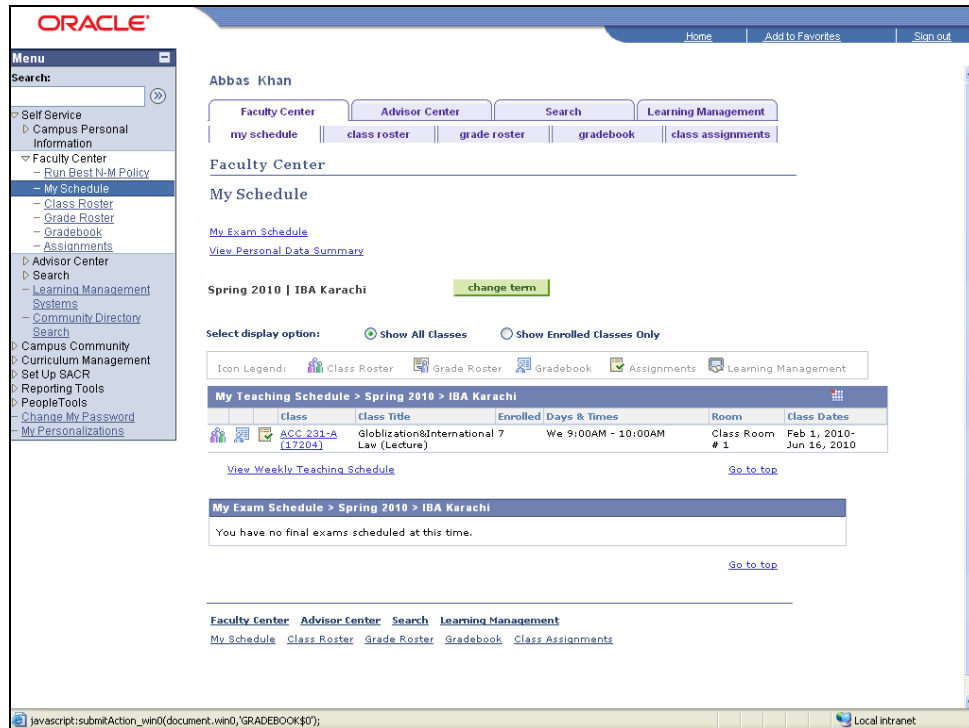 ORACLE®
Home Add to Favorites Sign out
Menu
Search:
Self Service
Campus Personal
Information
Faculty Center
Run Best N-M Policy
My Schedule
Class Roster
Grade Roster
Gradebook
Assignments
Advisor Center
Search
Learning Management
Systems
Community Directory
Search
Campus Community
Curriculum Management
Set Up SACR
Reporting Tools
PeopleTools
Change My Password
My Personalizations
Abbas Khan
Faculty Center Advisor Center Search Learning Management
my schedule class roster grade roster gradebook class assignments
Faculty Center
My Schedule
My Exam Schedule
View Personal Data Summary
Spring 2010 | IBA Karachi change term
Select display option: Show All Classes Show Enrolled Classes Only
Icon Legend: Class Roster Grade Roster Gradebook Assignments Learning Management
My Teaching Schedule > Spring 2010 > IBA Karachi
Class Class Title Enrolled Days & Times Room Class Dates
ACC 231-A Globlization&International 7 We 9:00AM - 10:00AM Class Room Feb 1, 2010-
(17204) Law (Lecture) # 1 Jun 16, 2010
View Weekly Teaching Schedule Go to top
My Exam Schedule > Spring 2010 > IBA Karachi
You have no final exams scheduled at this time.
Go to top
Faculty Center Advisor Center Search Learning Management
My Schedule Class Roster Grade Roster Gradebook Class Assignments
javascript:submitAction_win0(document.win0,'GRADEBOOK$0'); Local intranet